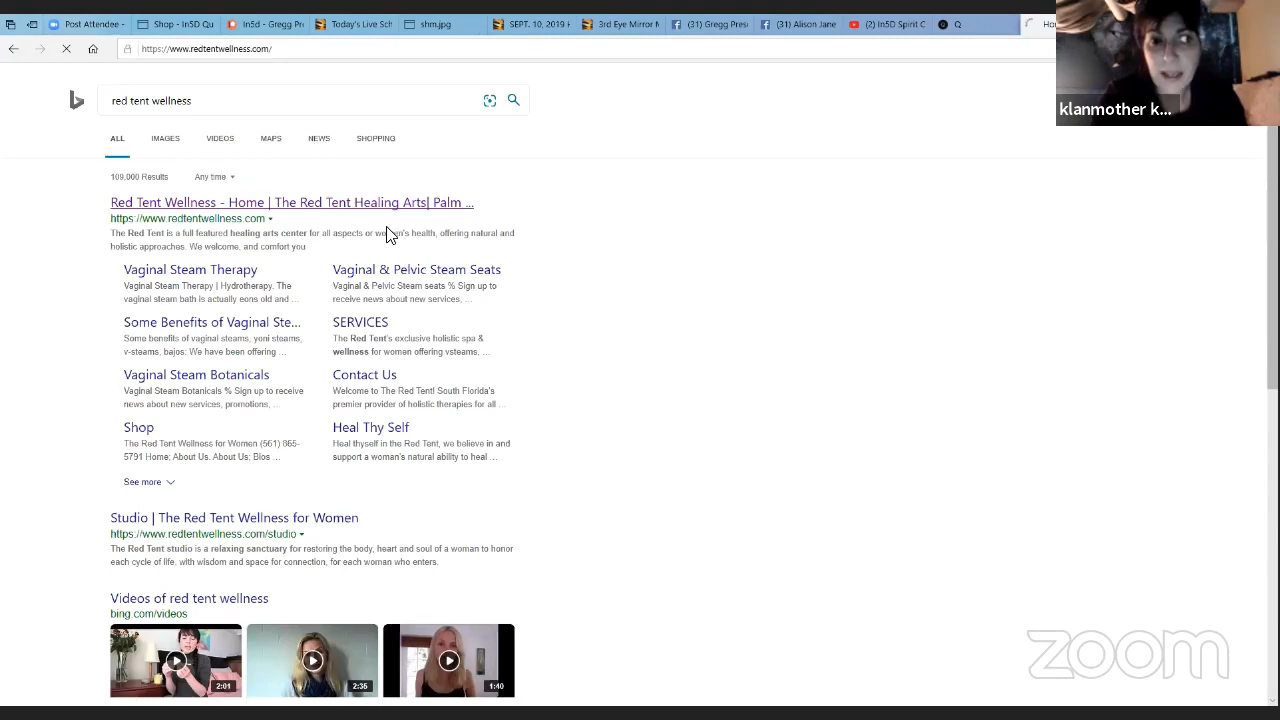 Post Attendee -
Shop - In5D Qu
In5d - Gregg Pr
Today's Live Sch
shm.jpg
SEPT. 10, 2019 H
3rd Eye Mirror M
(31) Gregg Pres
(31) Alison Jane
(2) In5D Spirit C
Q
Ho
https://www.redtentwellness.com/
klanmother k...
red tent wellness
ALL IMAGES VIDEOS MAPS NEWS SHOPPING
109,000 Results Any time
Red Tent Wellness - Home | The Red Tent Healing Arts| Palm ...
https://www.redtentwellness.com
The Red Tent is a full featured healing arts center for all aspects or women's health, offering natural and
holistic approaches. We welcome, and comfort you
Vaginal Steam Therapy
Vaginal Steam Therapy | Hydrotherapy. The
vaginal steam bath is actually eons old and ...
Vaginal & Pelvic Steam Seats
Vaginal & Pelvic Steam seats % Sign up to
receive news about new services, ...
Some Benefits of Vaginal Ste...
Some benefits of vaginal steams, yoni steams,
v-steams, bajos: We have been offering ...
SERVICES
The Red Tent's exclusive holistic spa &
wellness for women offering vsteams, ...
Vaginal Steam Botanicals
Vaginal Steam Botanicals % Sign up to receive
news about new services, promotions, ...
Contact Us
Welcome to The Red Tent! South Florida's
premier provider of holistic therapies for all ...
Shop
The Red Tent Wellness for Women (561) 865-
5791 Home; About Us. About Us; Bios ...
Heal Thy Self
Heal thyself in the Red Tent, we believe in and
support a woman's natural ability to heal ...
See more
Studio | The Red Tent Wellness for Women
https://www.redtentwellness.com/studio
The Red Tent studio is a relaxing sanctuary for restoring the body, heart and soul of a woman to honor
each cycle of life, with wisdom and space for connection, for each woman who enters.
Videos of red tent wellness
bing.com/videos
2:01
2:35
1:40
zoom